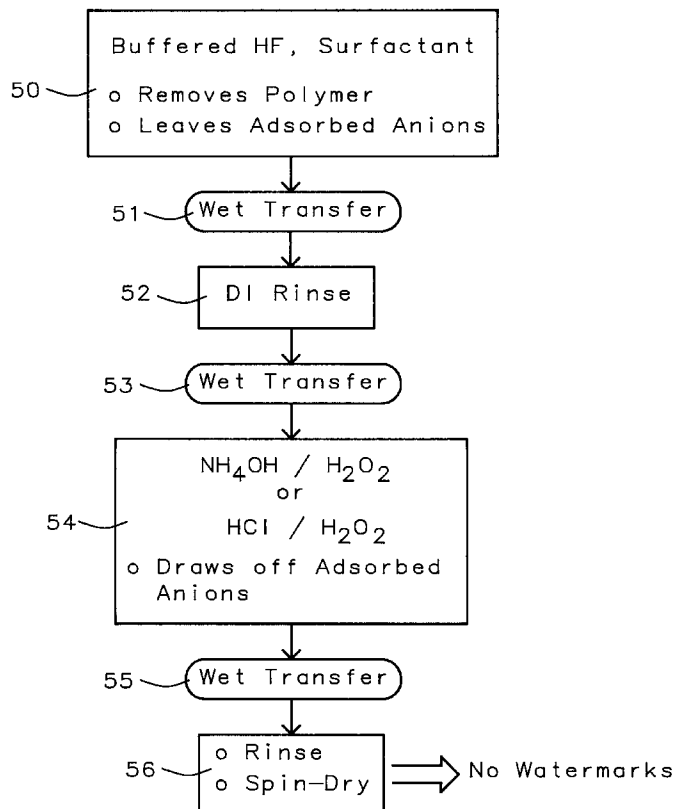 Buffered HF, Surfactant
50
o Removes Polymer
o Leaves Adsorbed Anions
51
Wet Transfer
52
DI Rinse
53
Wet Transfer
NH4OH / H2O2
or
54
HCl / H2O2
o Draws off Adsorbed
Anions
55
Wet Transfer
56
o Rinse
o Spin-Dry
No Watermarks